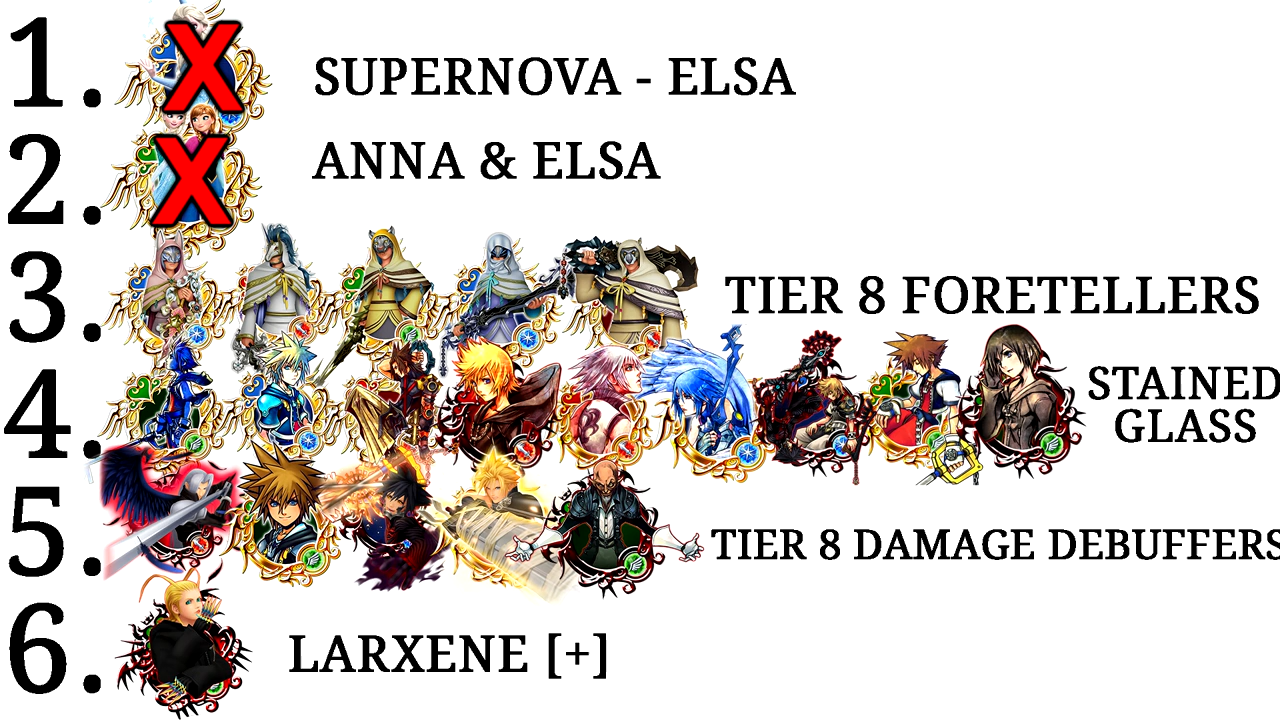 1. SUPERNOVA - ELSA
2. ANNA & ELSA
3. TIER 8 FORETELLERS
4. STAINED
GLASS
5. TIER 8 DAMAGE DEBUFFERS
6. LARXENE [+]